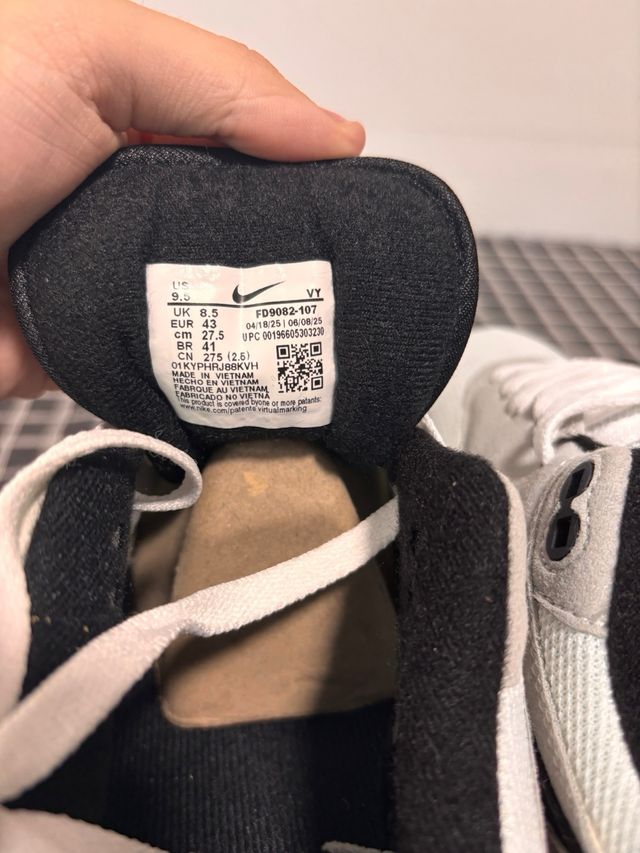 US
9.5
VY
UK 8.5
FD9082-107
EUR 43
04/18/25 | 06/08/25
cm 27.5
UPC 00196605303230
BR 41
CN 275 (2.5)
01KYPHRJ88KVH
MADE IN VIETNAM
HECHO EN VIETNAM
FABRIQUE AU VIETNAM
FABRICADO NO VIETNÃ
This product is covered by one or more patents:
www.nike.com/patents virtualmarking